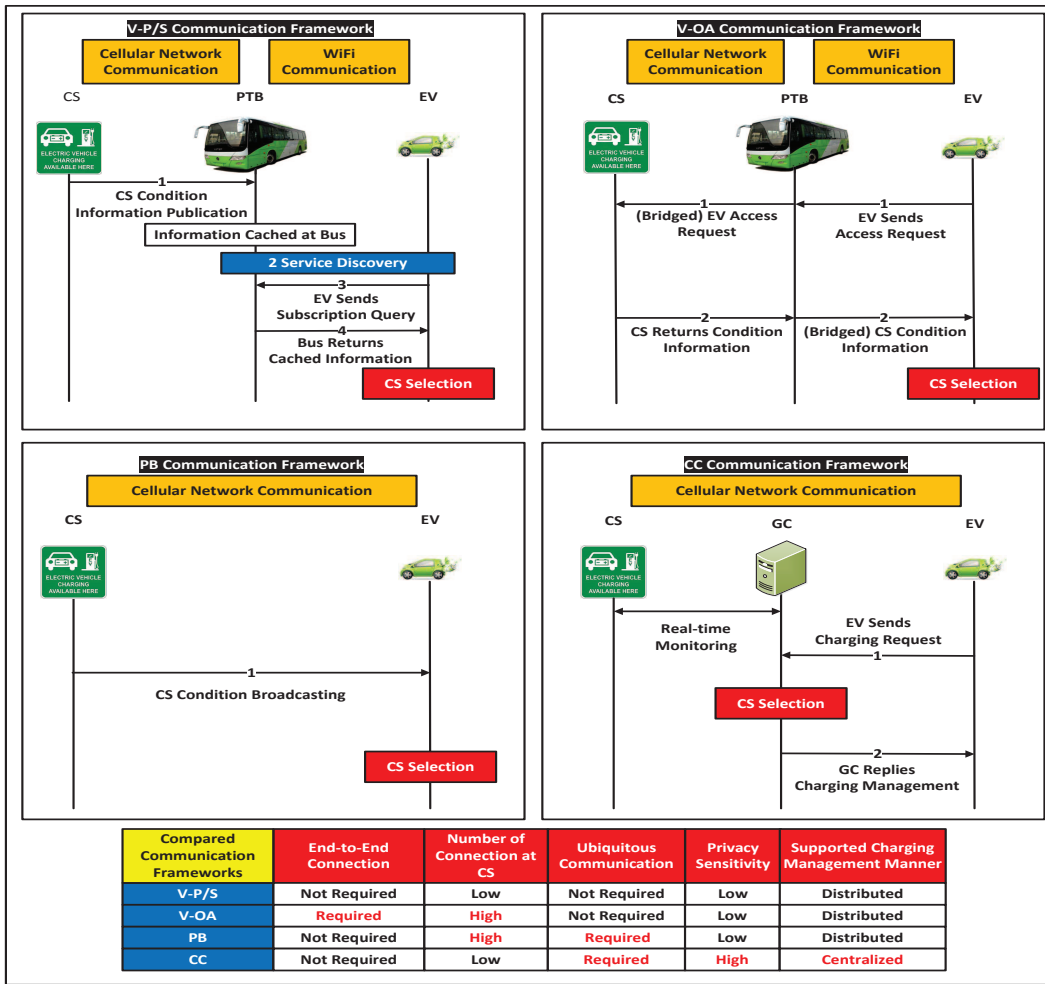 V-P/S Communication Framework
Cellular Network
Communication
WiFi
Communication
CS
PTB
EV
ELECTRIC VEHICLE
CHARGING
AVAILABLE HERE
1
CS Condition
Information Publication
Information Cached at Bus
2 Service Discovery
3
EV Sends
Subscription Query
4
Bus Returns
Cached Information
CS Selection
V-OA Communication Framework
Cellular Network
Communication
WiFi
Communication
CS
PTB
EV
ELECTRIC VEHICLE
CHARGING
AVAILABLE HERE
1
(Bridged) EV Access
Request
1
EV Sends
Access Request
2
CS Returns Condition
Information
2
(Bridged) CS Condition
Information
CS Selection
PB Communication Framework
Cellular Network Communication
CS
EV
ELECTRIC VEHICLE
CHARGING
AVAILABLE HERE
1
CS Condition Broadcasting
CS Selection
CC Communication Framework
Cellular Network Communication
CS
GC
EV
ELECTRIC VEHICLE
CHARGING
AVAILABLE HERE
Real-time
Monitoring
EV Sends
Charging Request
1
CS Selection
2
GC Replies
Charging Management
Compared
Communication
Frameworks
End-to-End
Connection
Number of
Connection at
CS
Ubiquitous
Communication
Privacy
Sensitivity
Supported Charging
Management Manner
V-P/S Not Required Low Not Required Low Distributed
V-OA Required High Not Required Low Distributed
PB Not Required High Required Low Distributed
CC Not Required Low Required High Centralized